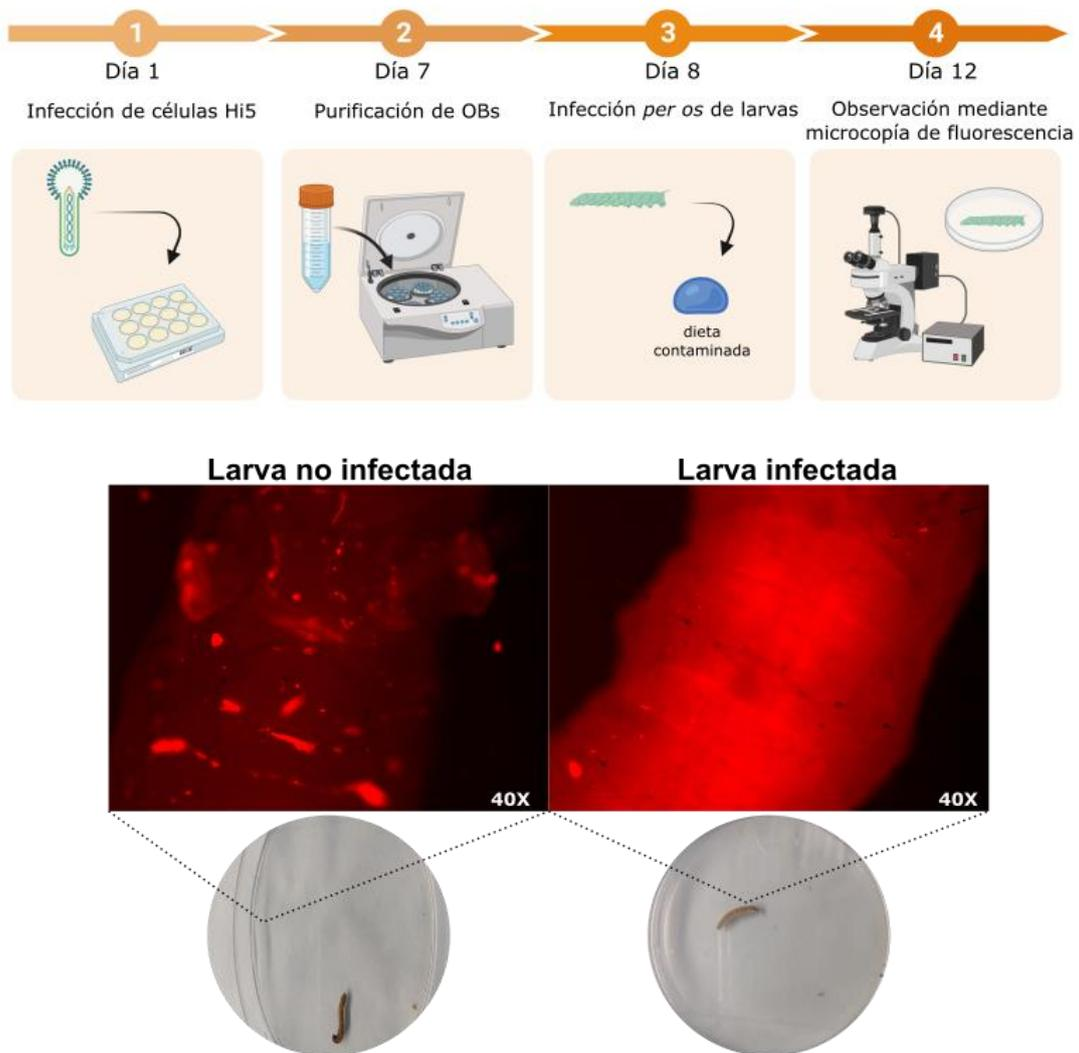 1
2
3
4
Día 1
Día 7
Día 8
Día 12
Infección de células Hi5
Purificación de OBs
Infección per os de larvas
Observación mediante
microcopía de fluorescencia
dieta
contaminada
Larva no infectada
Larva infectada
40X
40X